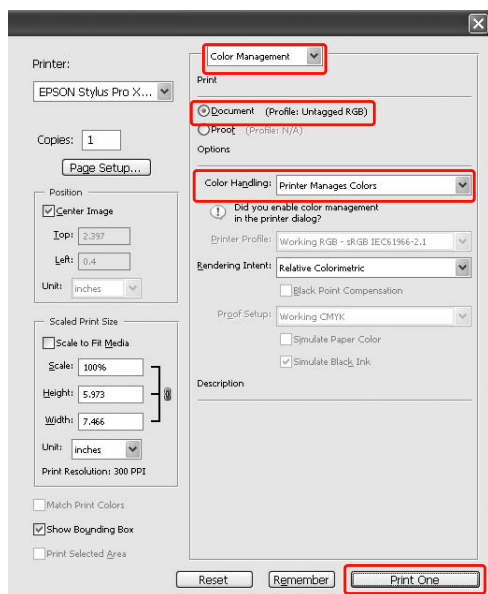 Printer:
EPSON Stylus Pro X...
Copies: 1
Page Setup...
Position
Center Image
Top: 2.397
Left: 0.4
Unit: inches
Scaled Print Size
Scale to Fit Media
Scale: 100%
Height: 5.973
Width: 7.466
Unit: inches
Print Resolution: 300 PPI
Match Print Colors
Show Bounding Box
Print Selected Area
Color Management
Print
Document (Profile: Untagged RGB)
Proof (Profile: N/A)
Options
Color Handling: Printer Manages Colors
Did you enable color management
in the printer dialog?
Printer Profile: Working RGB - sRGB IEC61966-2.1
Rendering Intent: Relative Colorimetric
Black Point Compensation
Proof Setup: Working CMYK
Simulate Paper Color
Simulate Black Ink
Description
Reset Remember Print One